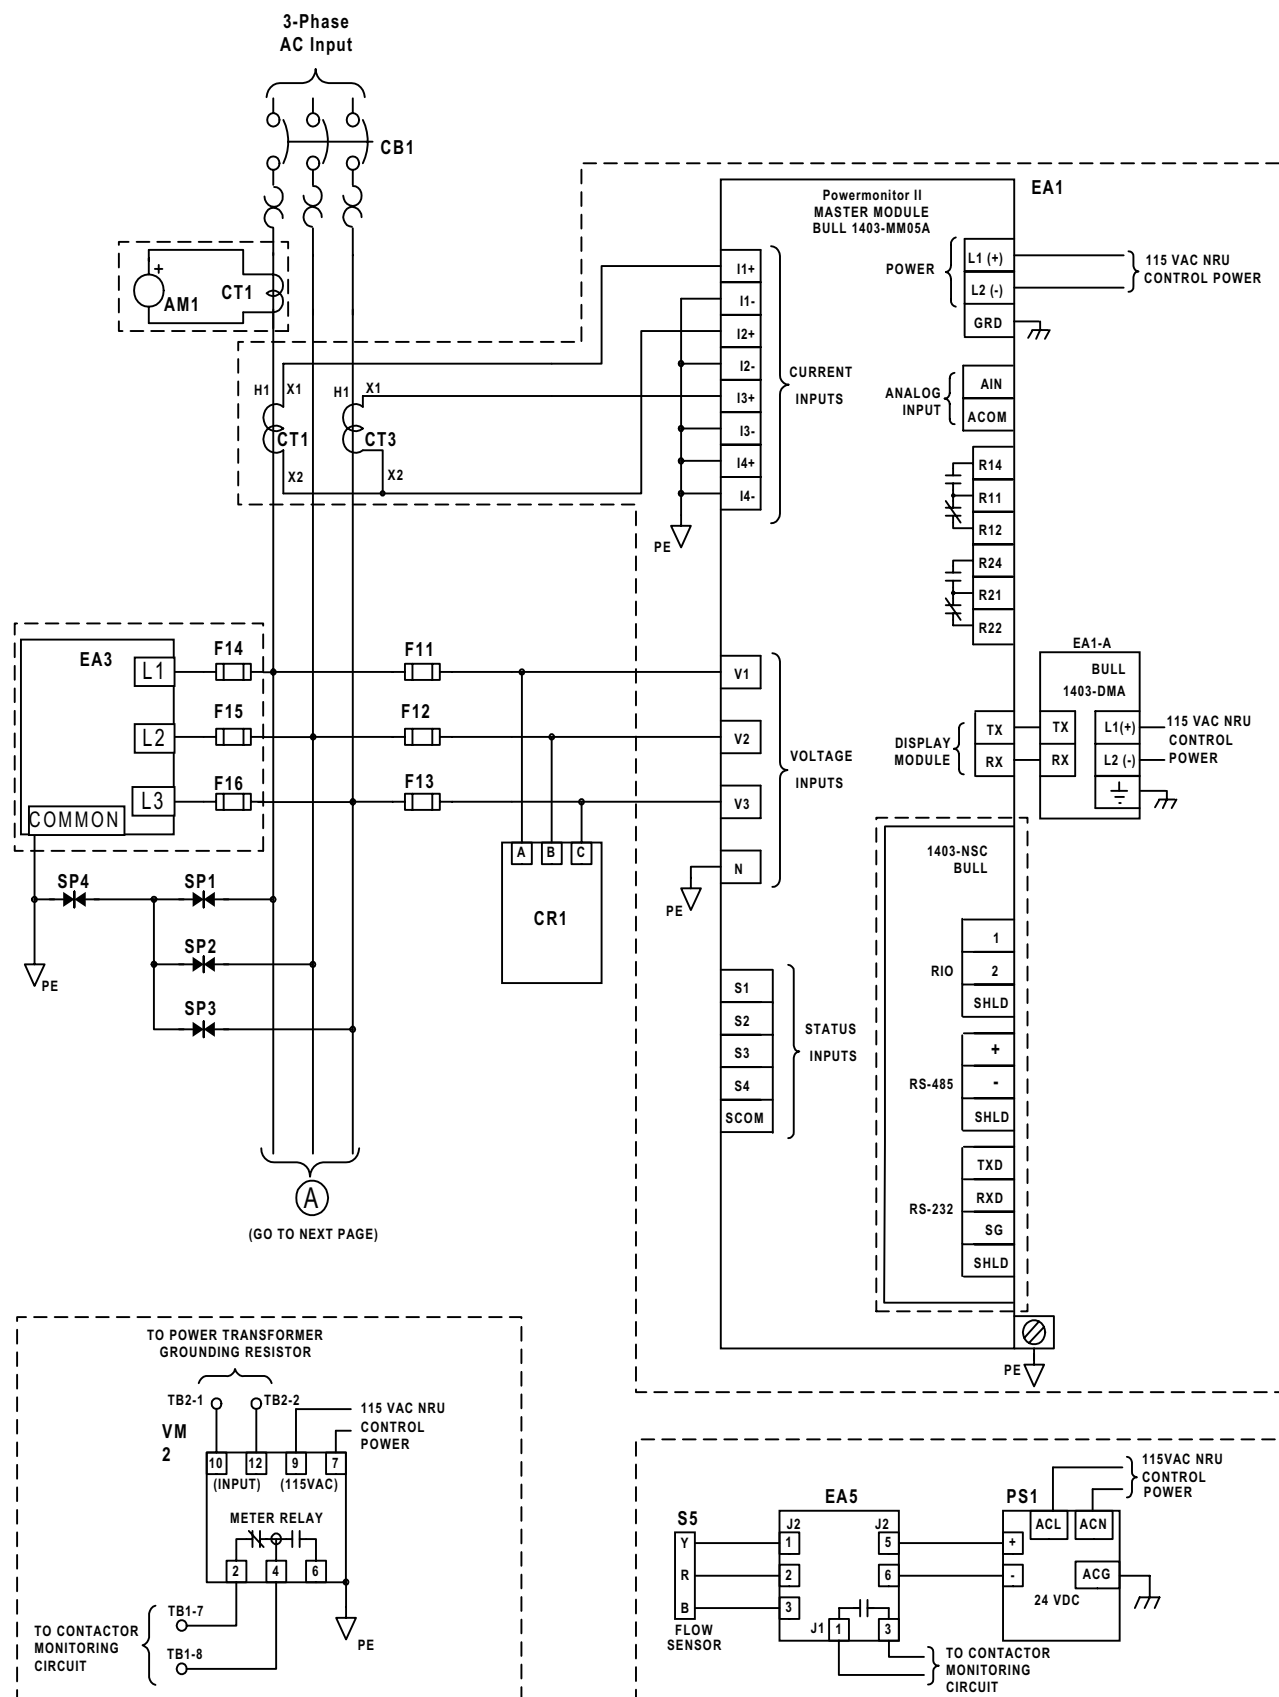 3-Phase
AC Input
CB1
+
AM1
CT1
H1
X1
CT1
X2
H1
X1
CT3
X2
EA1
Powermonitor II
MASTER MODULE
BULL 1403-MM05A
I1+
I1-
I2+
I2-
I3+
I3-
I4+
I4-
CURRENT
INPUTS
PE
POWER
L1 (+)
L2 (-)
GRD
115 VAC NRU
CONTROL POWER
ANALOG
INPUT
AIN
ACOM
R14
R11
R12
R24
R21
R22
EA3
L1
L2
L3
COMMON
F14
F15
F16
F11
F12
F13
V1
V2
V3
N
VOLTAGE
INPUTS
PE
DISPLAY
MODULE
TX
RX
EA1-A
BULL
1403-DMA
TX
RX
L1(+)
L2 (-)
115 VAC NRU
CONTROL
POWER
A
B
C
CR1
SP4
SP1
SP2
SP3
PE
S1
S2
S3
S4
SCOM
STATUS
INPUTS
1403-NSC
BULL
RIO
1
2
SHLD
RS-485
+
-
SHLD
RS-232
TXD
RXD
SG
SHLD
PE
A
(GO TO NEXT PAGE)
TO POWER TRANSFORMER
GROUNDING RESISTOR
TB2-1
TB2-2
VM
2
115 VAC NRU
CONTROL
POWER
10
12
9
7
(INPUT)
(115VAC)
METER RELAY
2
4
6
TB1-7
TB1-8
TO CONTACTOR
MONITORING
CIRCUIT
PE
S5
Y
R
B
FLOW
SENSOR
EA5
J2
1
2
3
J2
5
6
J1
1
3
TO CONTACTOR
MONITORING
CIRCUIT
PS1
ACL
ACN
+
-
ACG
24 VDC
115VAC NRU
CONTROL
POWER